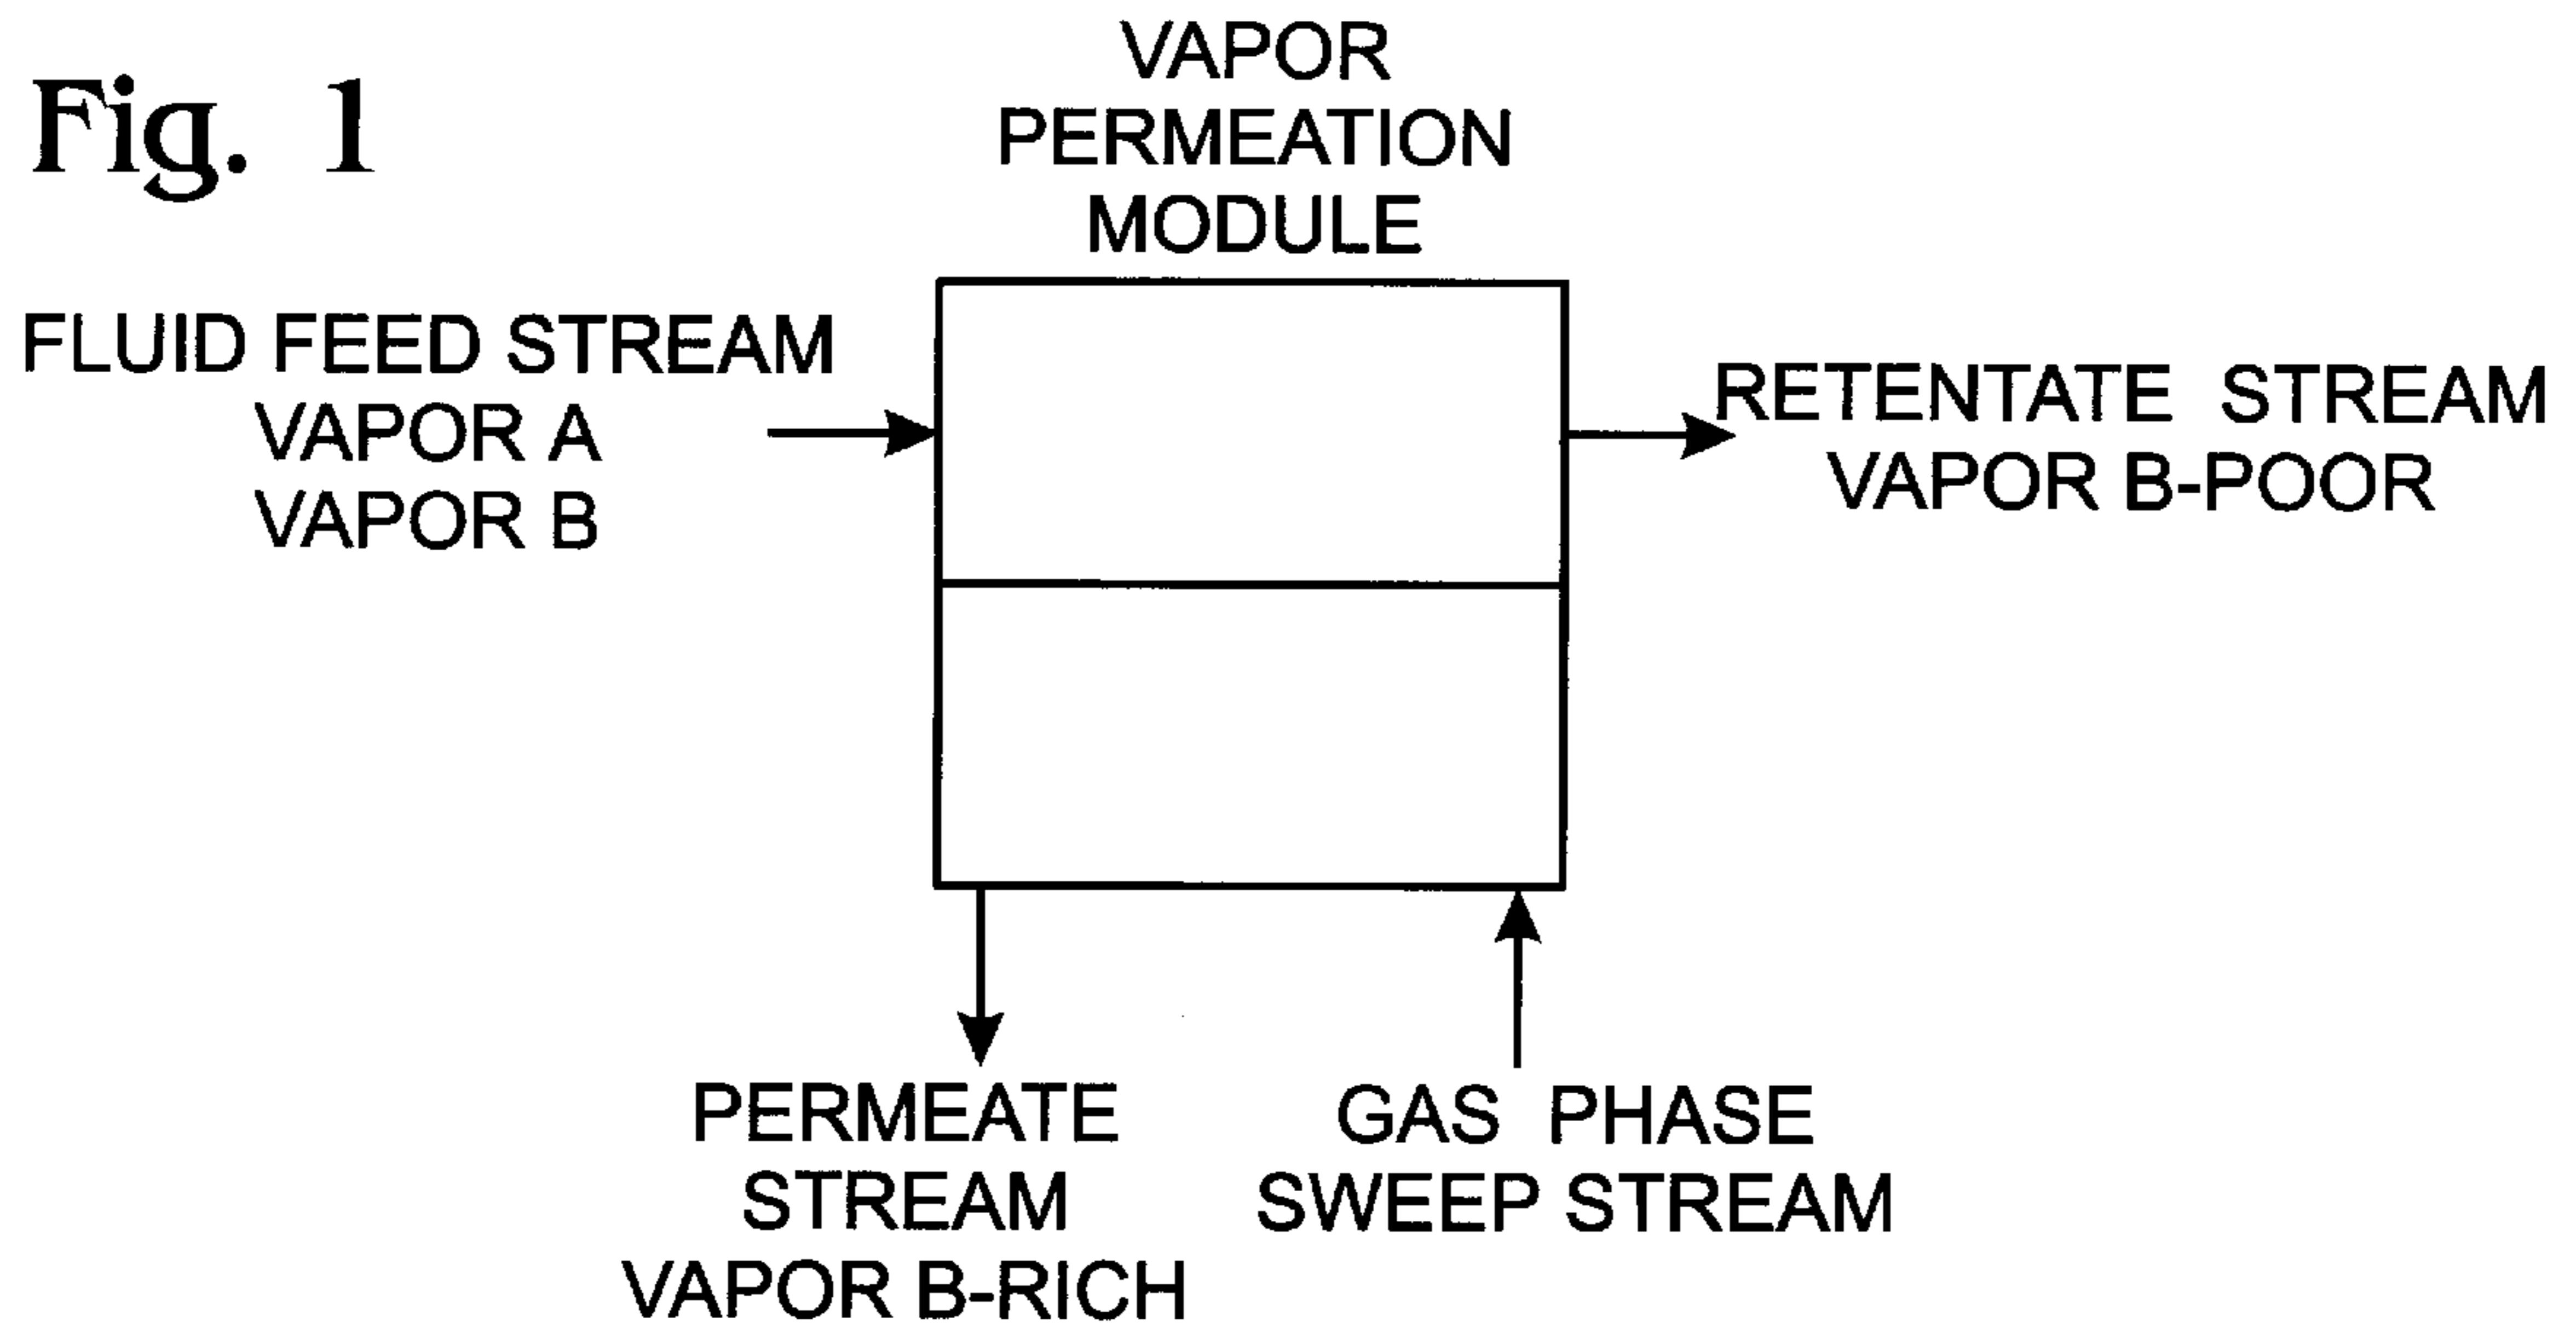 Fig. 1
VAPOR
PERMEATION
MODULE
FLUID FEED STREAM
VAPOR A
VAPOR B
RETENTATE STREAM
VAPOR B-POOR
PERMEATE
STREAM
VAPOR B-RICH
GAS PHASE
SWEEP STREAM